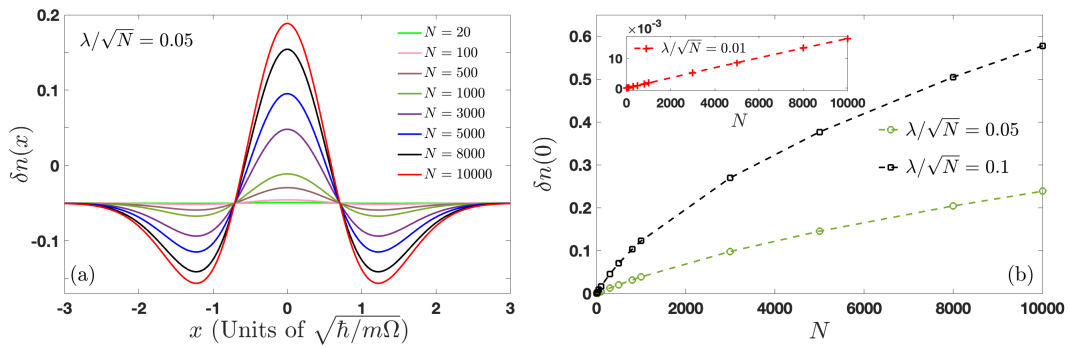 λ/√N = 0.05
N = 20
N = 100
N = 500
N = 1000
N = 3000
N = 5000
N = 8000
N = 10000
0.2
0.1
0
-0.1
δn(x)
(a)
-3 -2 -1 0 1 2 3
x (Units of √ħ/mΩ)
0.6
0.5
0.4
0.3
0.2
0.1
0
δn(0)
×10⁻³
10
0
λ/√N = 0.01
0 2000 4000 6000 8000 10000
N
λ/√N = 0.05
λ/√N = 0.1
(b)
0 2000 4000 6000 8000 10000
N